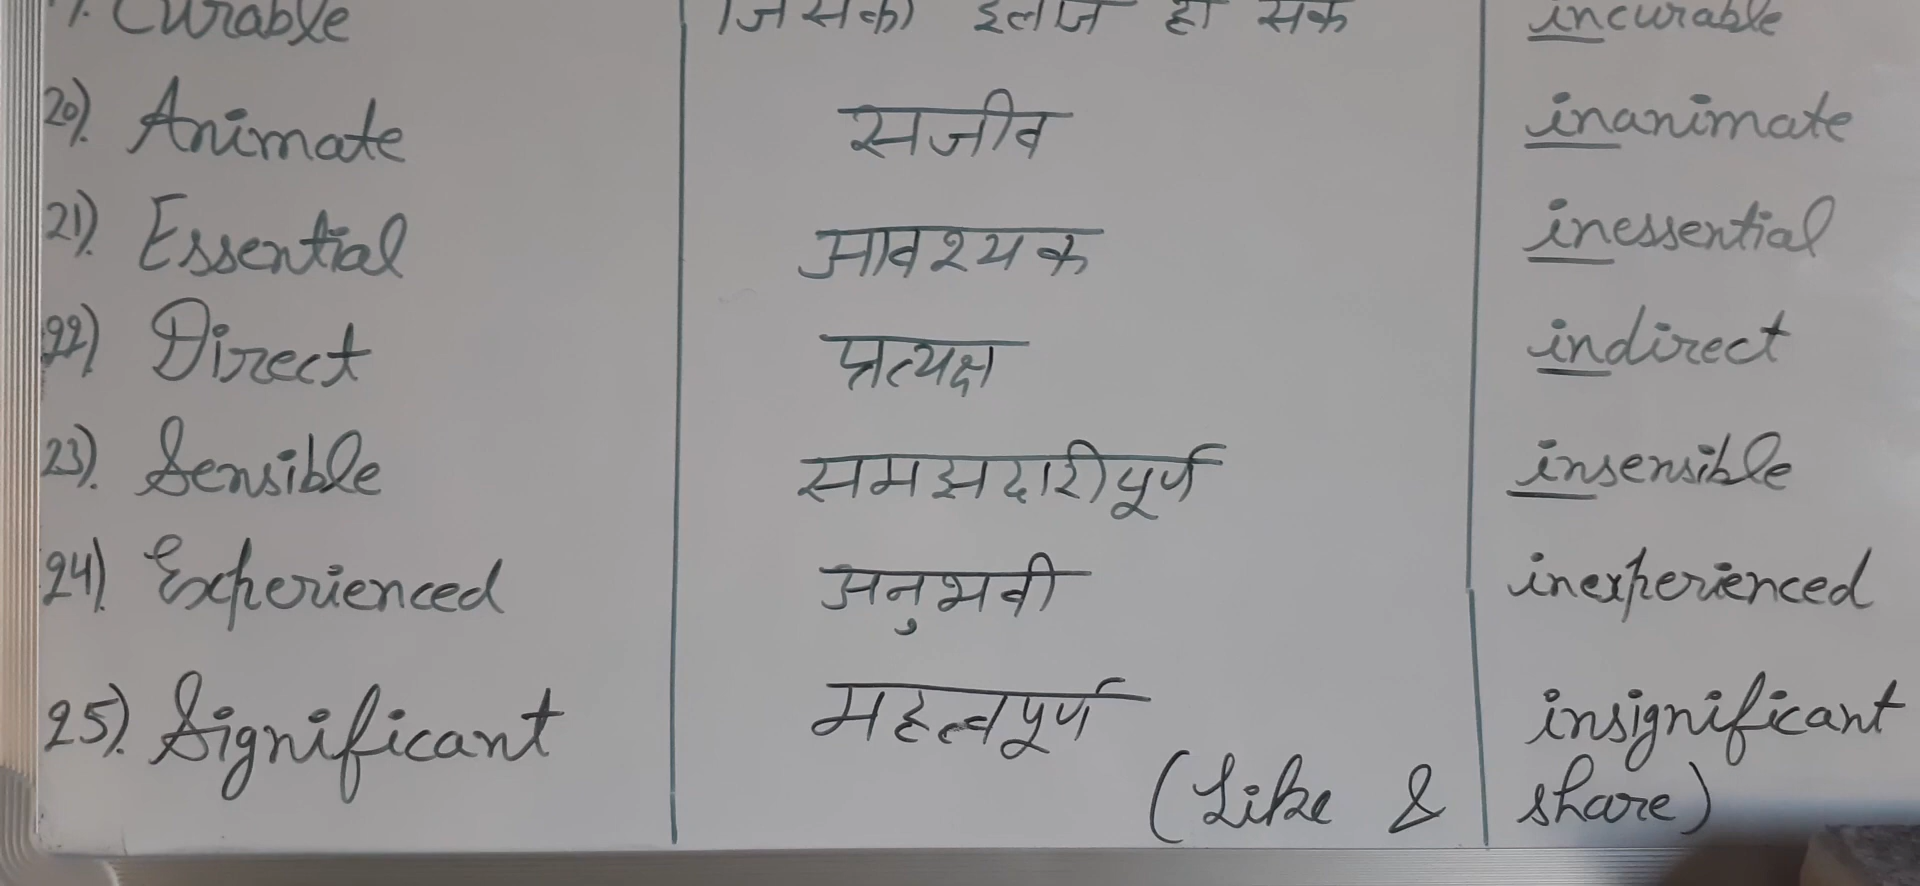 Curable जिसका इलाज हो सके incurable
20). Animate सजीव inanimate
21). Essential आवश्यक inessential
22) Direct प्रत्यक्ष indirect
23). Sensible समझदारीपूर्ण insensible
24). Experienced अनुभवी inexperienced
25). Significant महत्वपूर्ण insignificant
(Like & share)